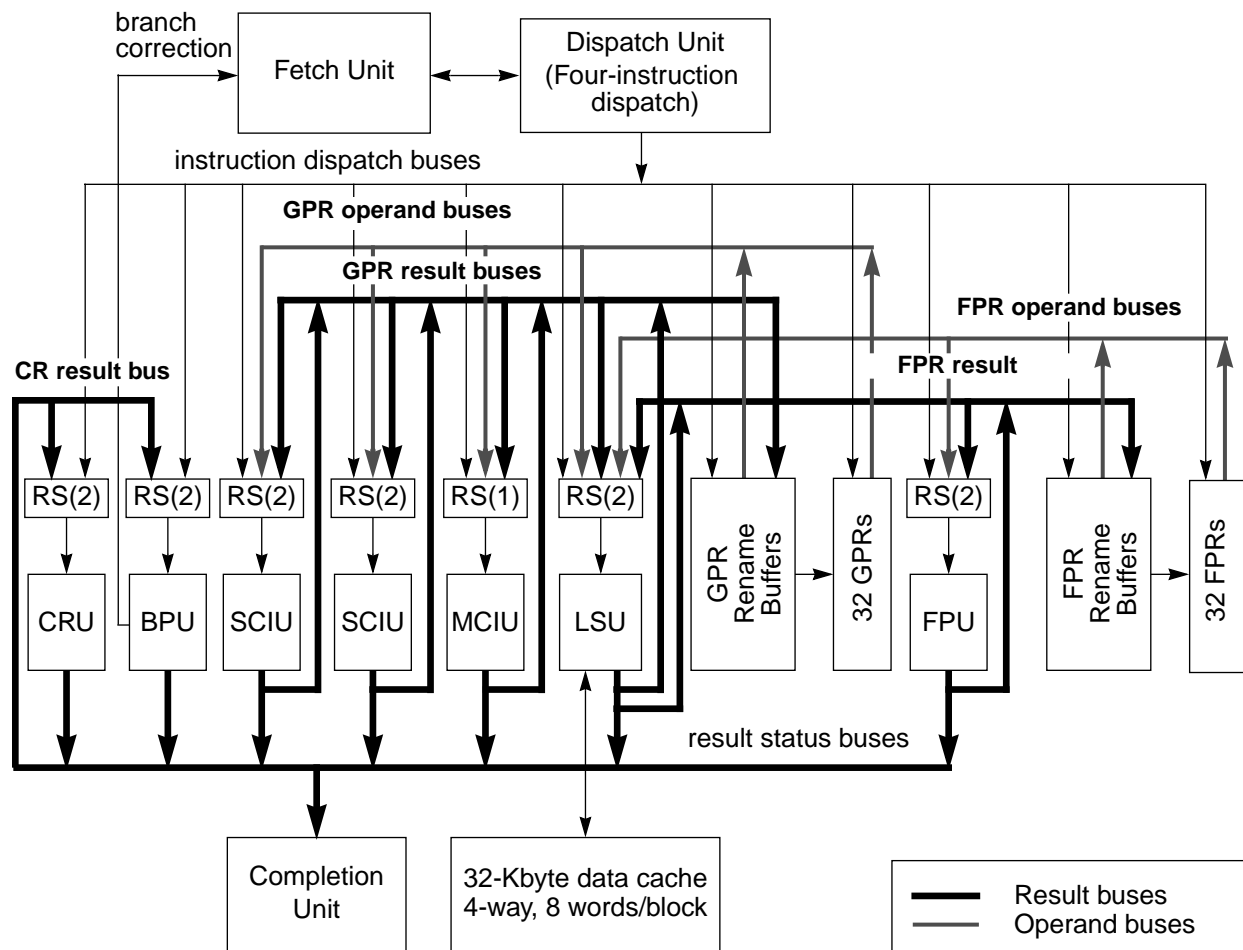 branch
correction
Fetch Unit
Dispatch Unit
(Four-instruction
dispatch)
instruction dispatch buses
GPR operand buses
GPR result buses
FPR operand buses
CR result bus
FPR result
RS(2)
RS(2)
RS(2)
RS(2)
RS(1)
RS(2)
RS(2)
CRU
BPU
SCIU
SCIU
MCIU
LSU
GPR
Rename
Buffers
32 GPRs
FPU
FPR
Rename
Buffers
32 FPRs
result status buses
Completion
Unit
32-Kbyte data cache
4-way, 8 words/block
Result buses
Operand buses